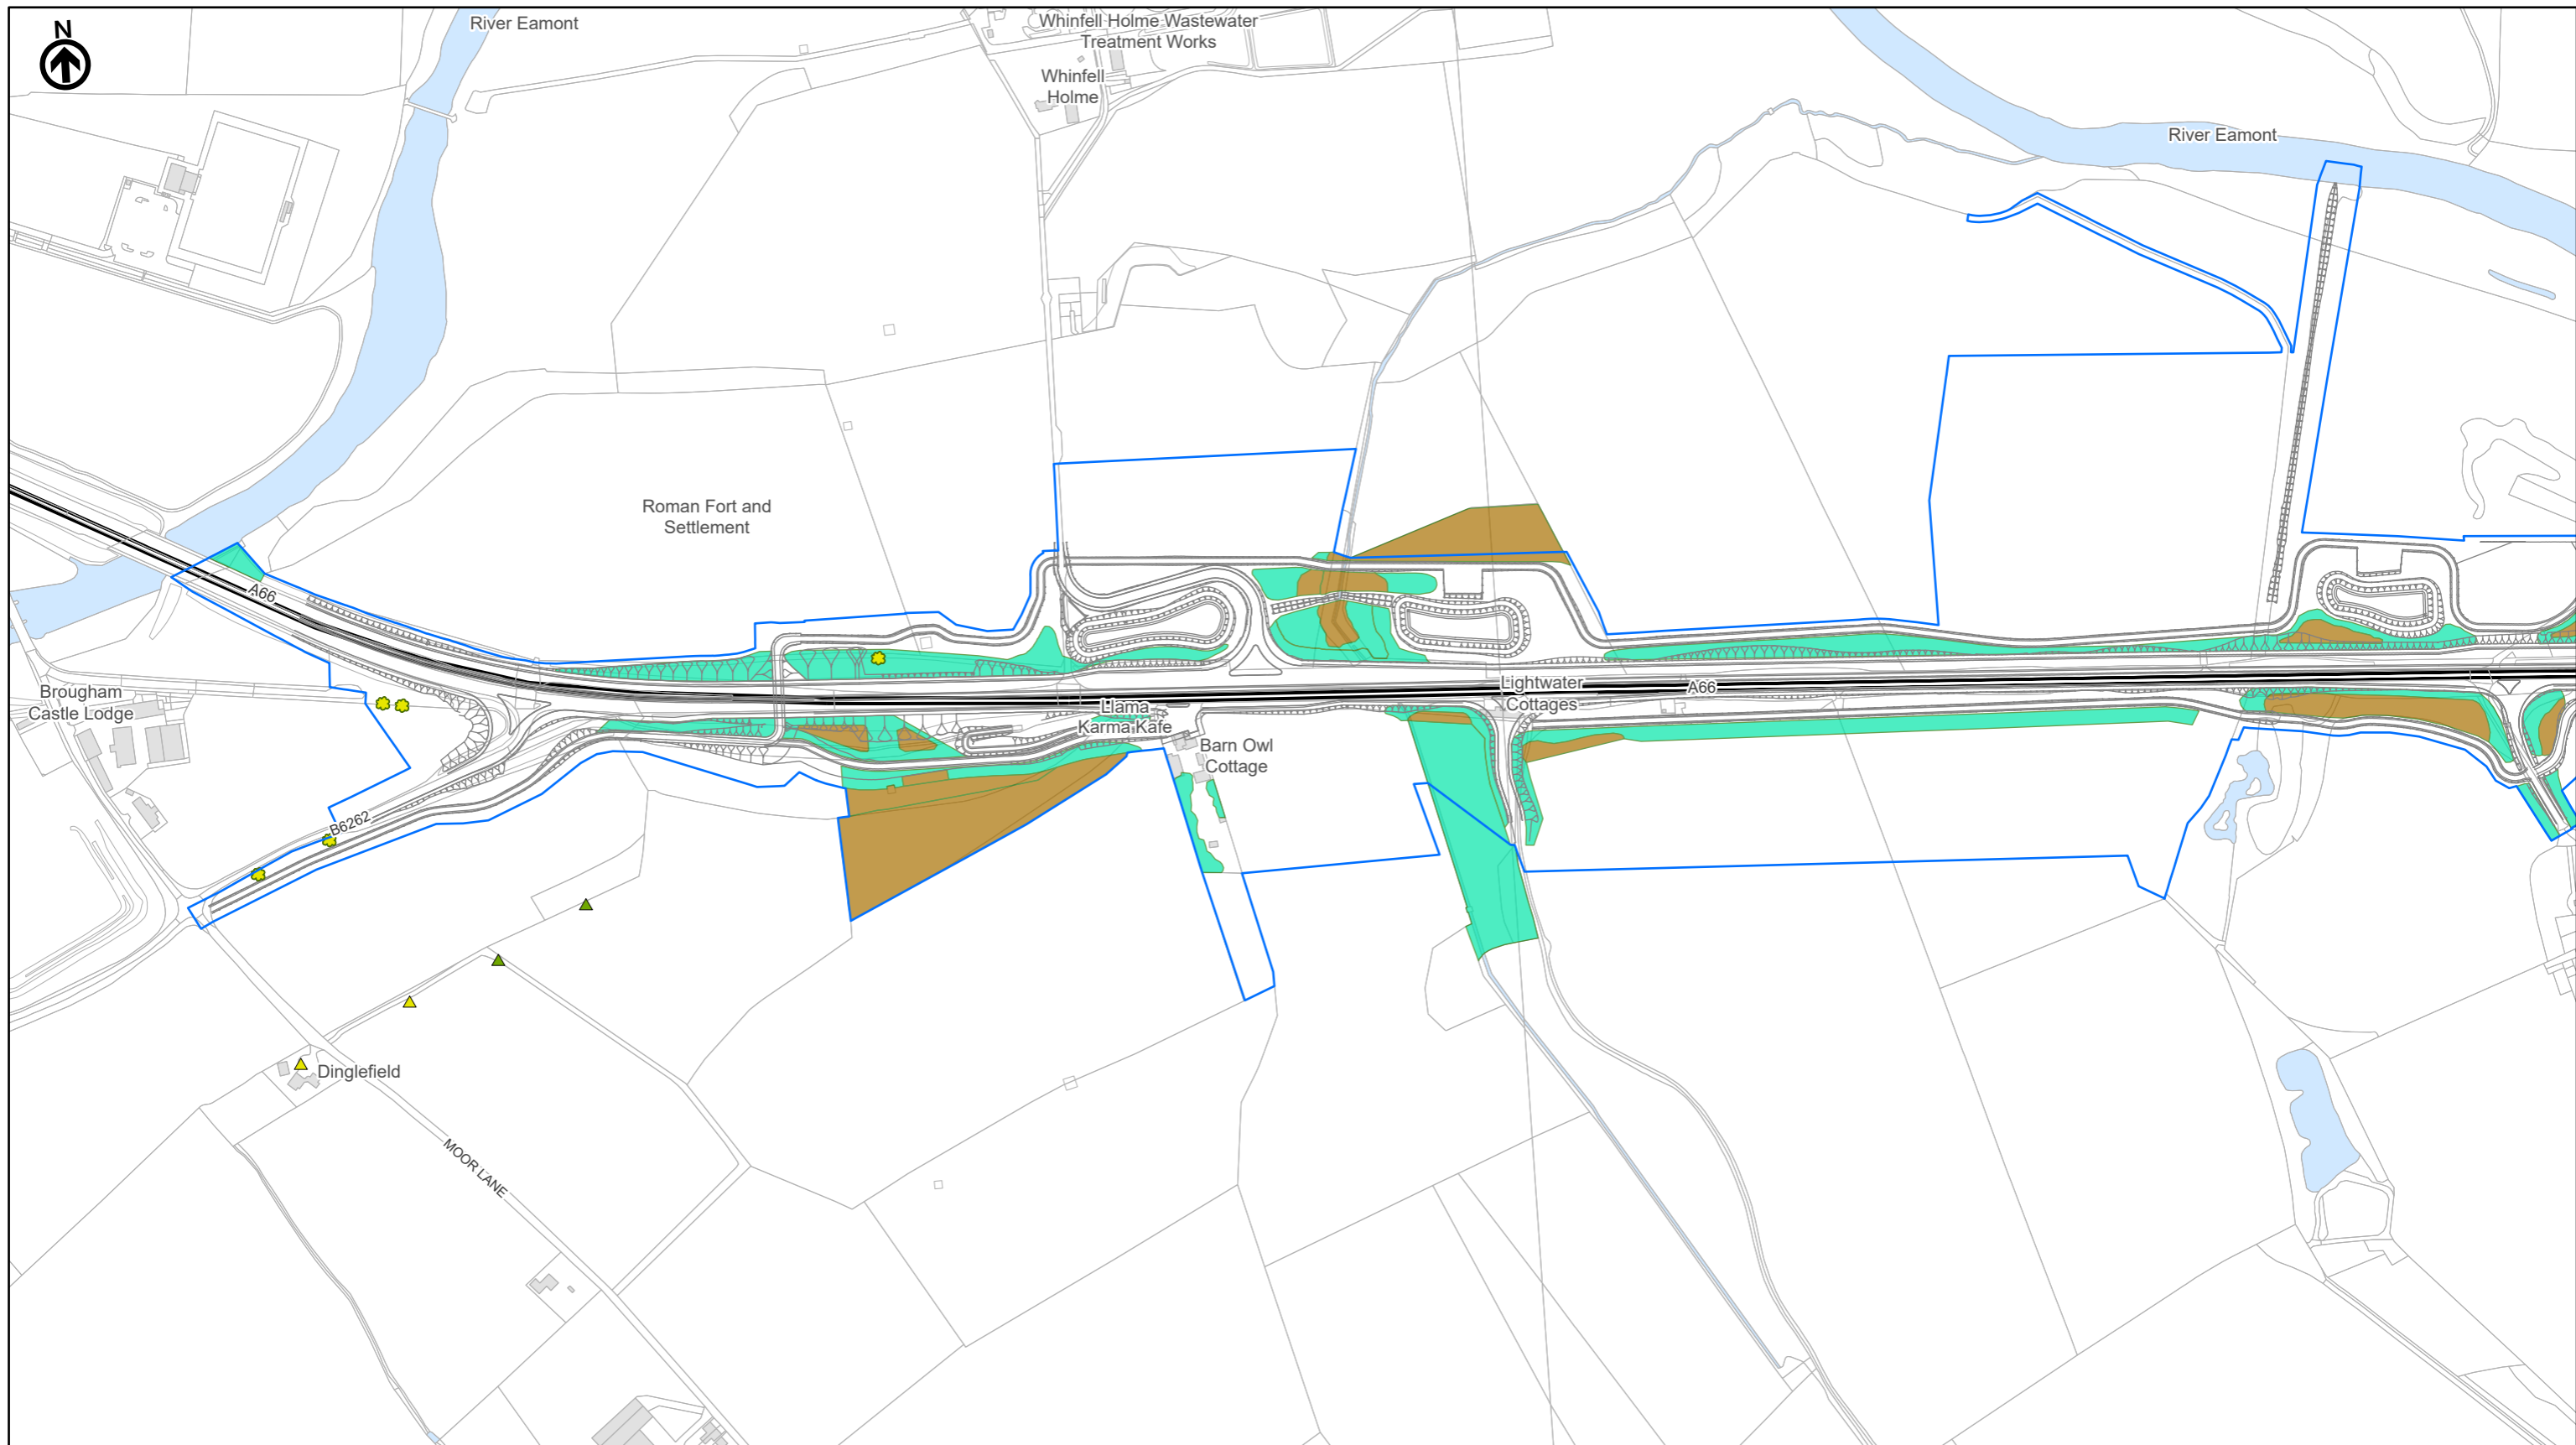 N
River Eamont
Whinfell Holme Wastewater
Treatment Works
Whinfell
Holme
River Eamont
Roman Fort and
Settlement
A66
Brougham
Castle Lodge
Llama
Karma Kafe
Lightwater
Cottages
A66
Barn Owl
Cottage
B6262
Dinglefield
MOOR LANE